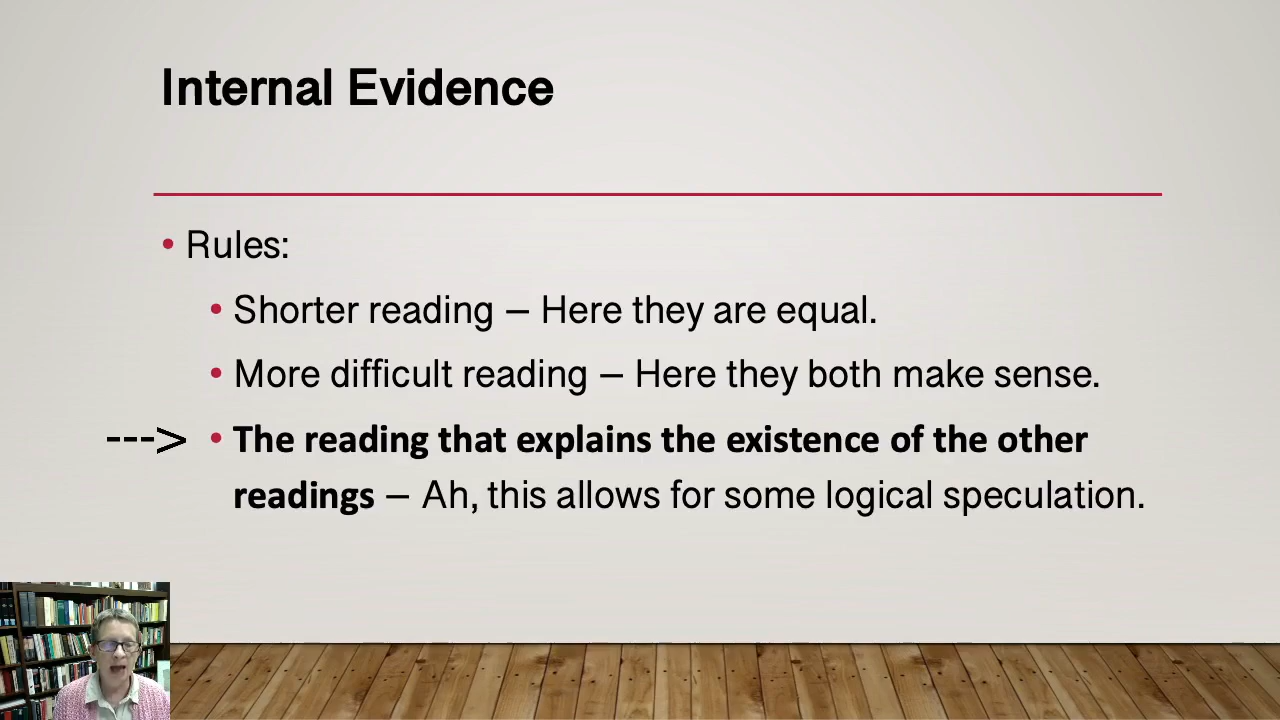 Internal Evidence
• Rules:
• Shorter reading – Here they are equal.
• More difficult reading – Here they both make sense.
---> • The reading that explains the existence of the other
readings – Ah, this allows for some logical speculation.